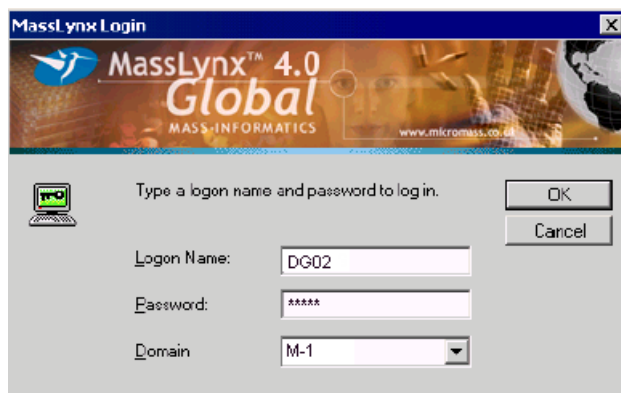 MassLynx Login
MassLynx™ 4.0
Global
MASS-INFORMATICS
www.micromass.co.uk
Type a logon name and password to log in.
OK
Cancel
Logon Name:
DG02
Password:
*****
Domain
M-1